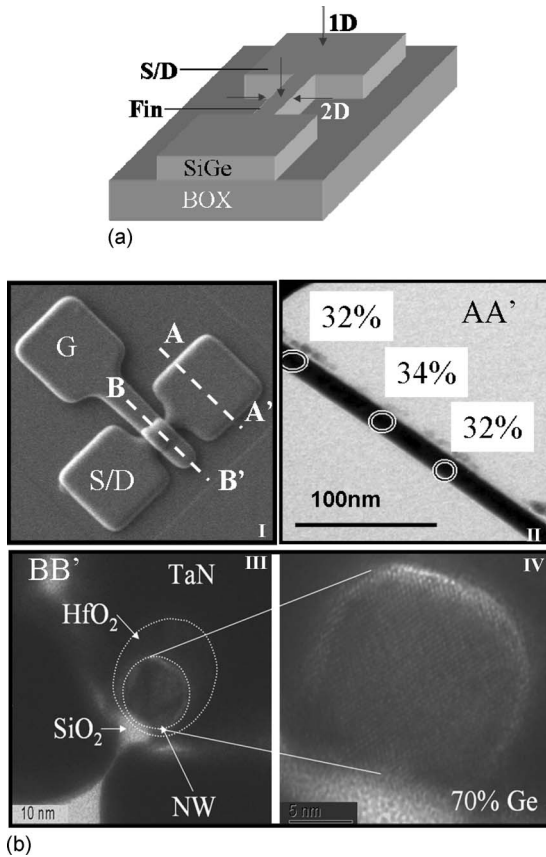 1D
S/D
Fin
2D
SiGe
BOX
(a)
G
A
B
A'
S/D
B'
I
AA'
32%
34%
32%
100nm
II
BB'
TaN
III
HfO₂
SiO₂
NW
10 nm
IV
70% Ge
5 nm
(b)